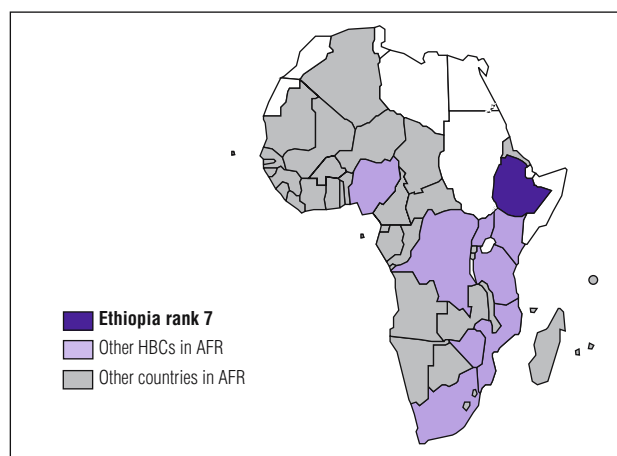 Ethiopia rank 7
Other HBCs in AFR
Other countries in AFR